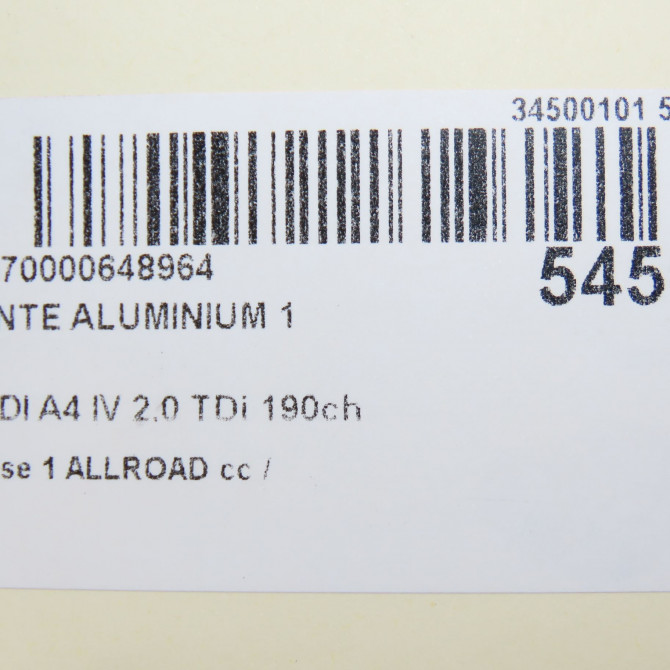 34500101 5
70000648964
545
NTE ALUMINIUM 1
DI A4 IV 2.0 TDi 190ch
se 1 ALLROAD cc /